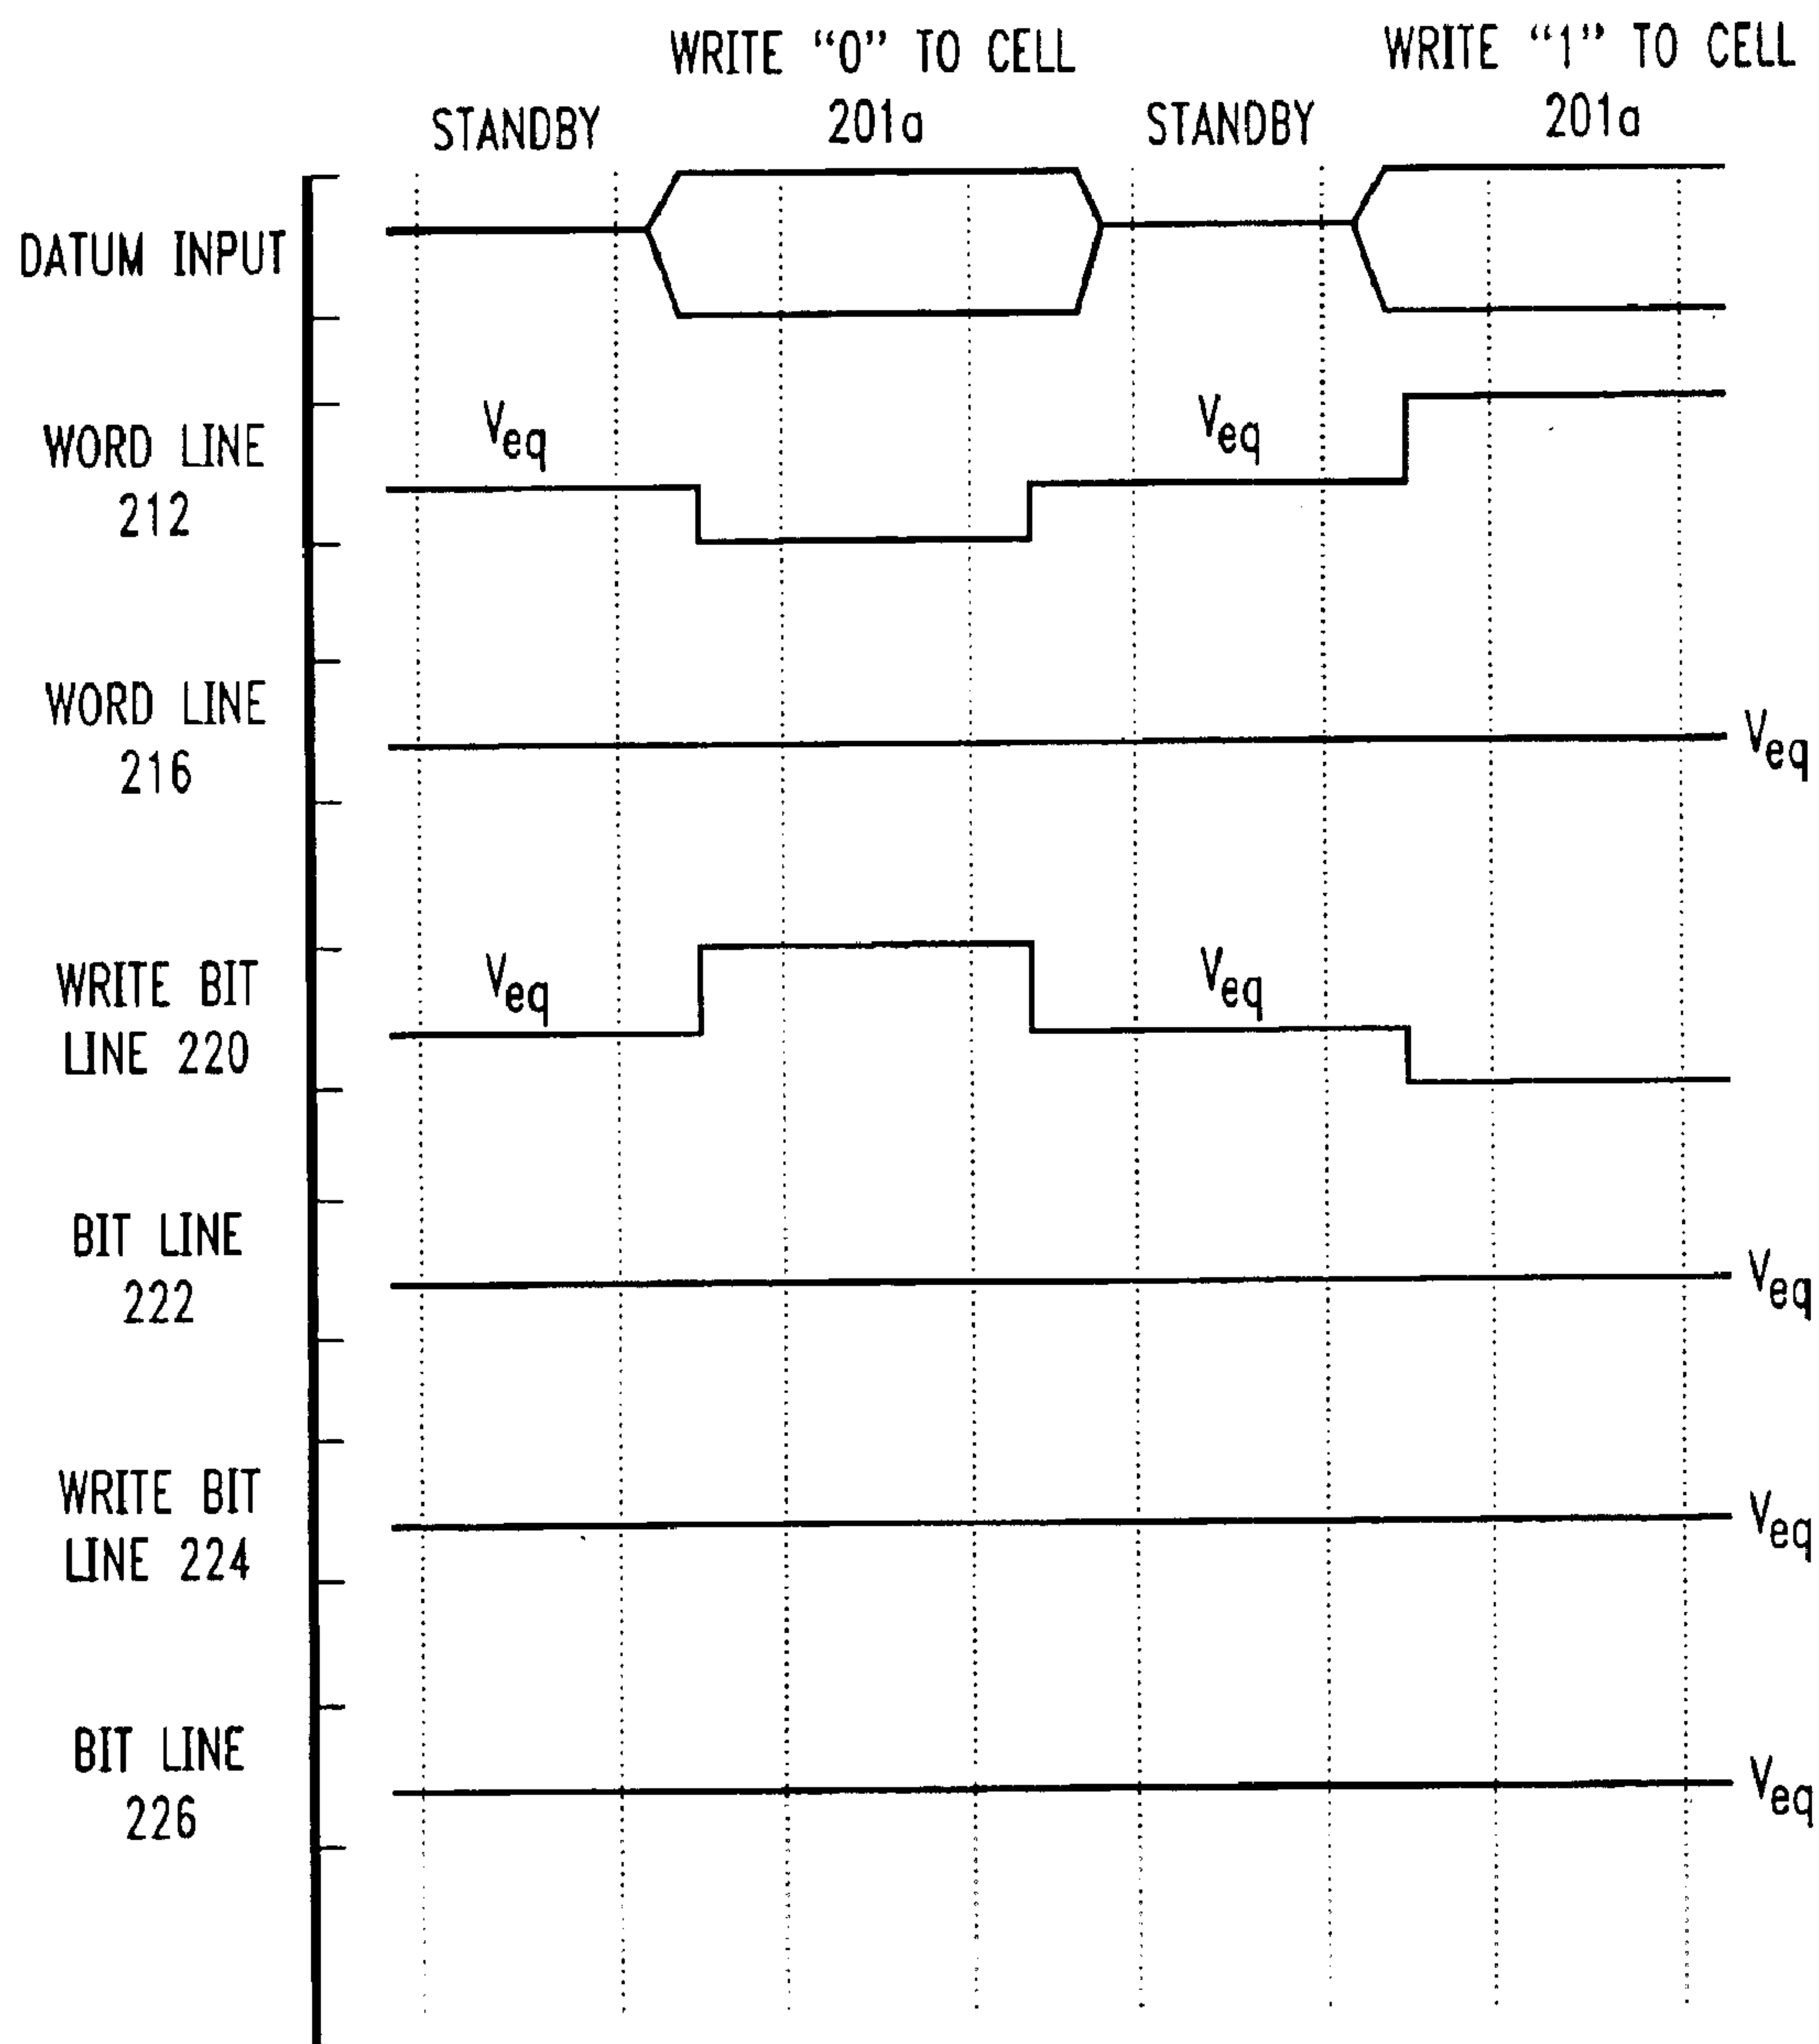 WRITE “0” TO CELL
201a
WRITE “1” TO CELL
201a
STANDBY
STANDBY
DATUM INPUT
WORD LINE
212
Veq
Veq
WORD LINE
216
Veq
WRITE BIT
LINE 220
Veq
Veq
BIT LINE
222
Veq
WRITE BIT
LINE 224
Veq
BIT LINE
226
Veq